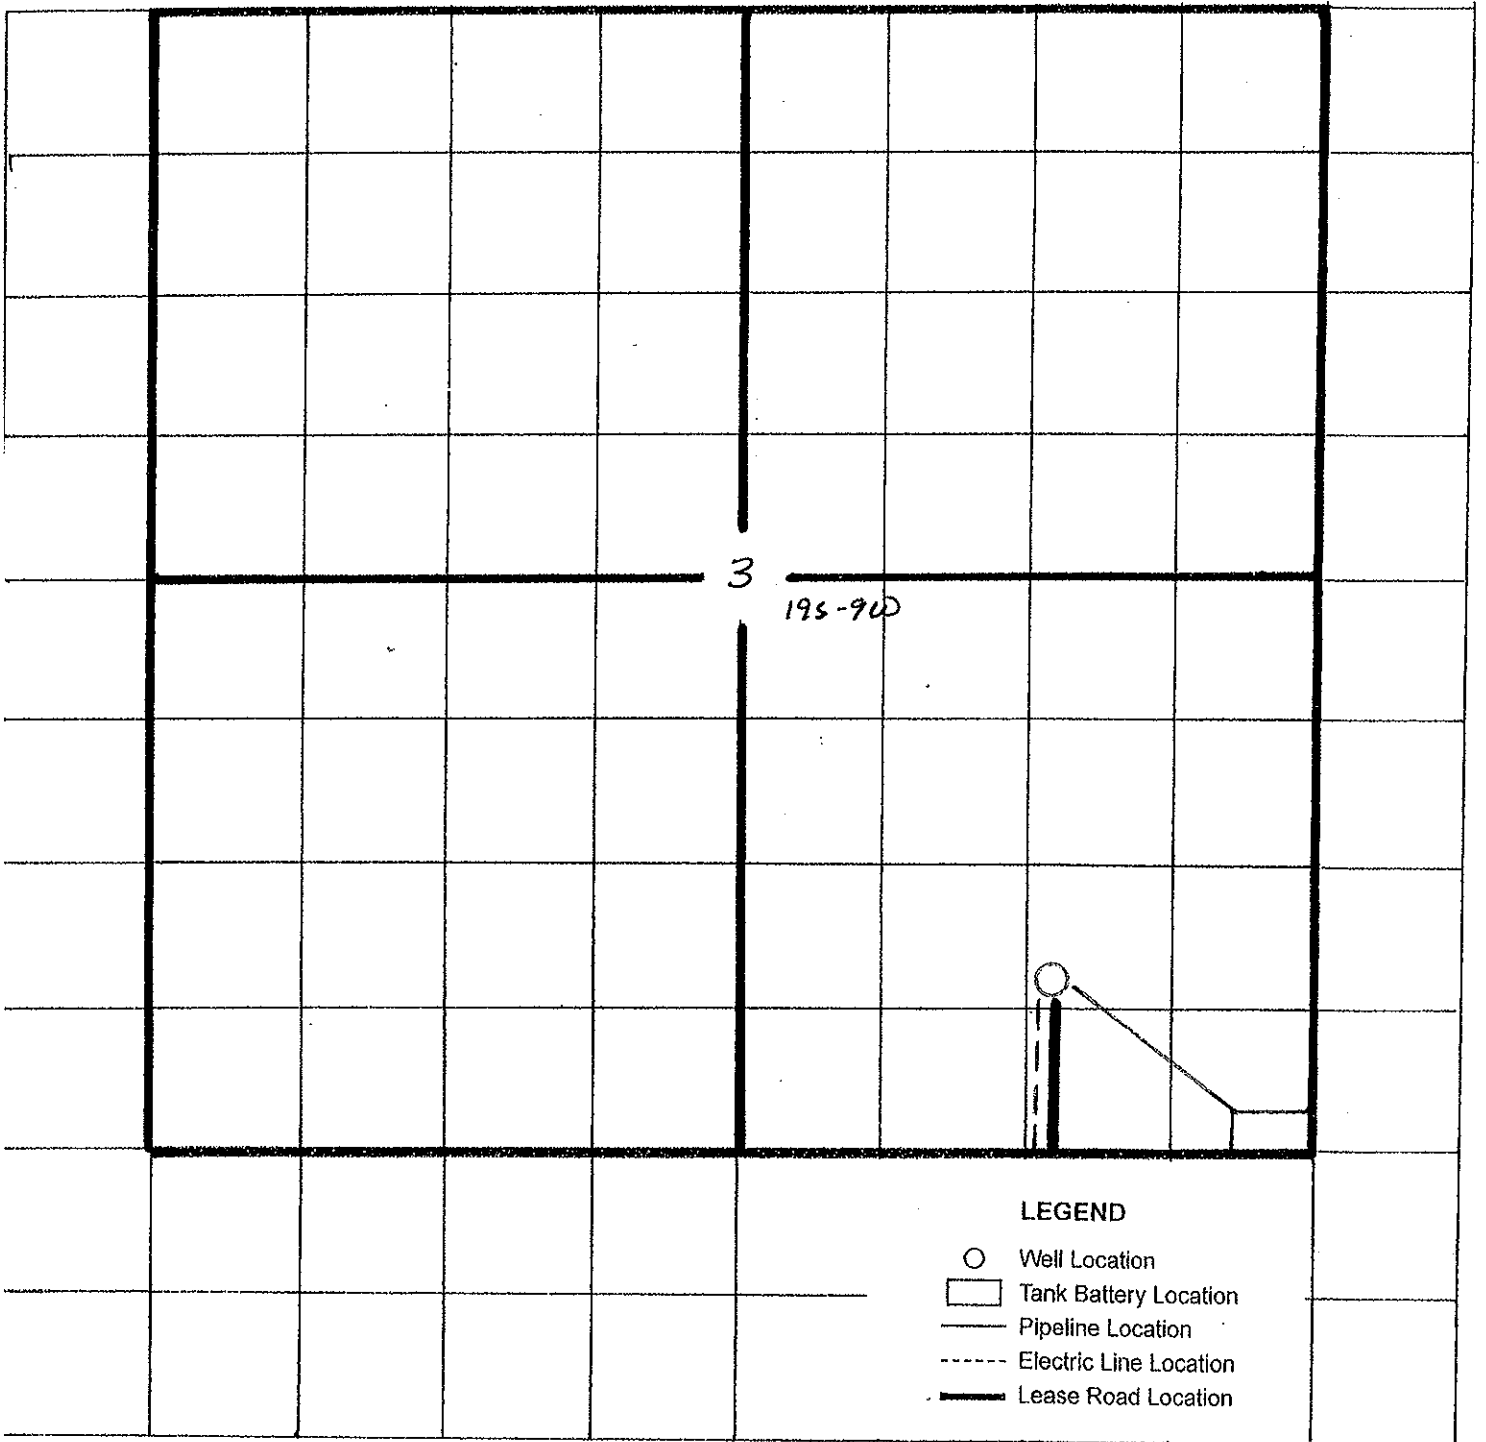 3
19s-9W
LEGEND
Well Location
Tank Battery Location
Pipeline Location
Electric Line Location
Lease Road Location